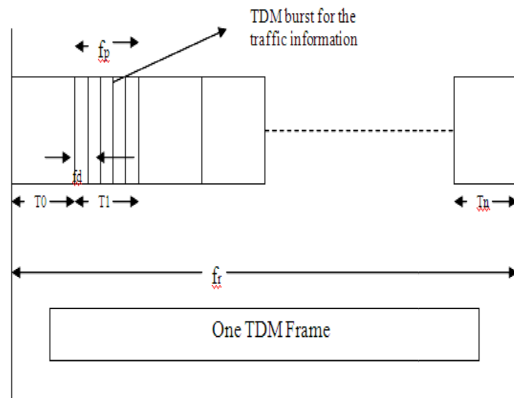 TDM burst for the
traffic information
fp
fd
T0
T1
Tn
fr
One TDM Frame